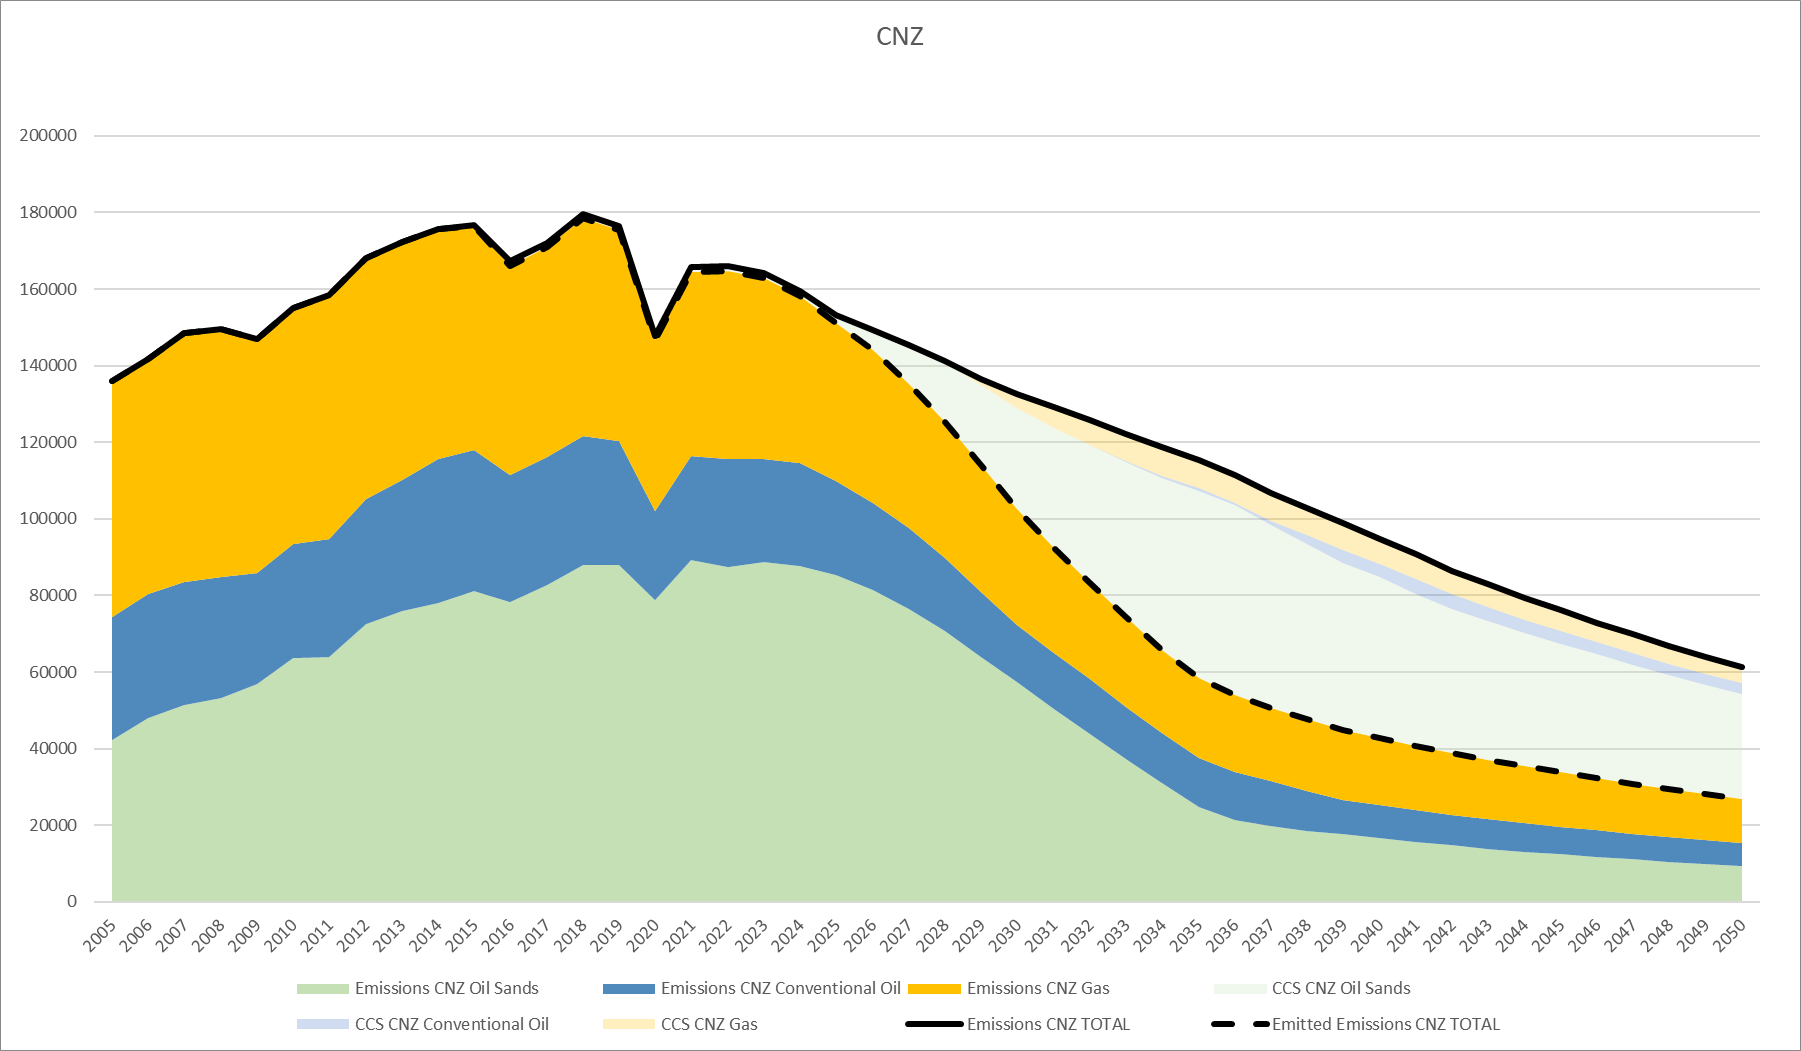 CNZ
200000
180000
160000
140000
120000
100000
80000
60000
40000
20000
0
2005 2006 2007 2008 2009 2010 2011 2012 2013 2014 2015 2016 2017 2018 2019 2020 2021 2022 2023 2024 2025 2026 2027 2028 2029 2030 2031 2032 2033 2034 2035 2036 2037 2038 2039 2040 2041 2042 2043 2044 2045 2046 2047 2048 2049 2050
Emissions CNZ Oil Sands Emissions CNZ Conventional Oil Emissions CNZ Gas CCS CNZ Oil Sands
CCS CNZ Conventional Oil CCS CNZ Gas Emissions CNZ TOTAL Emitted Emissions CNZ TOTAL